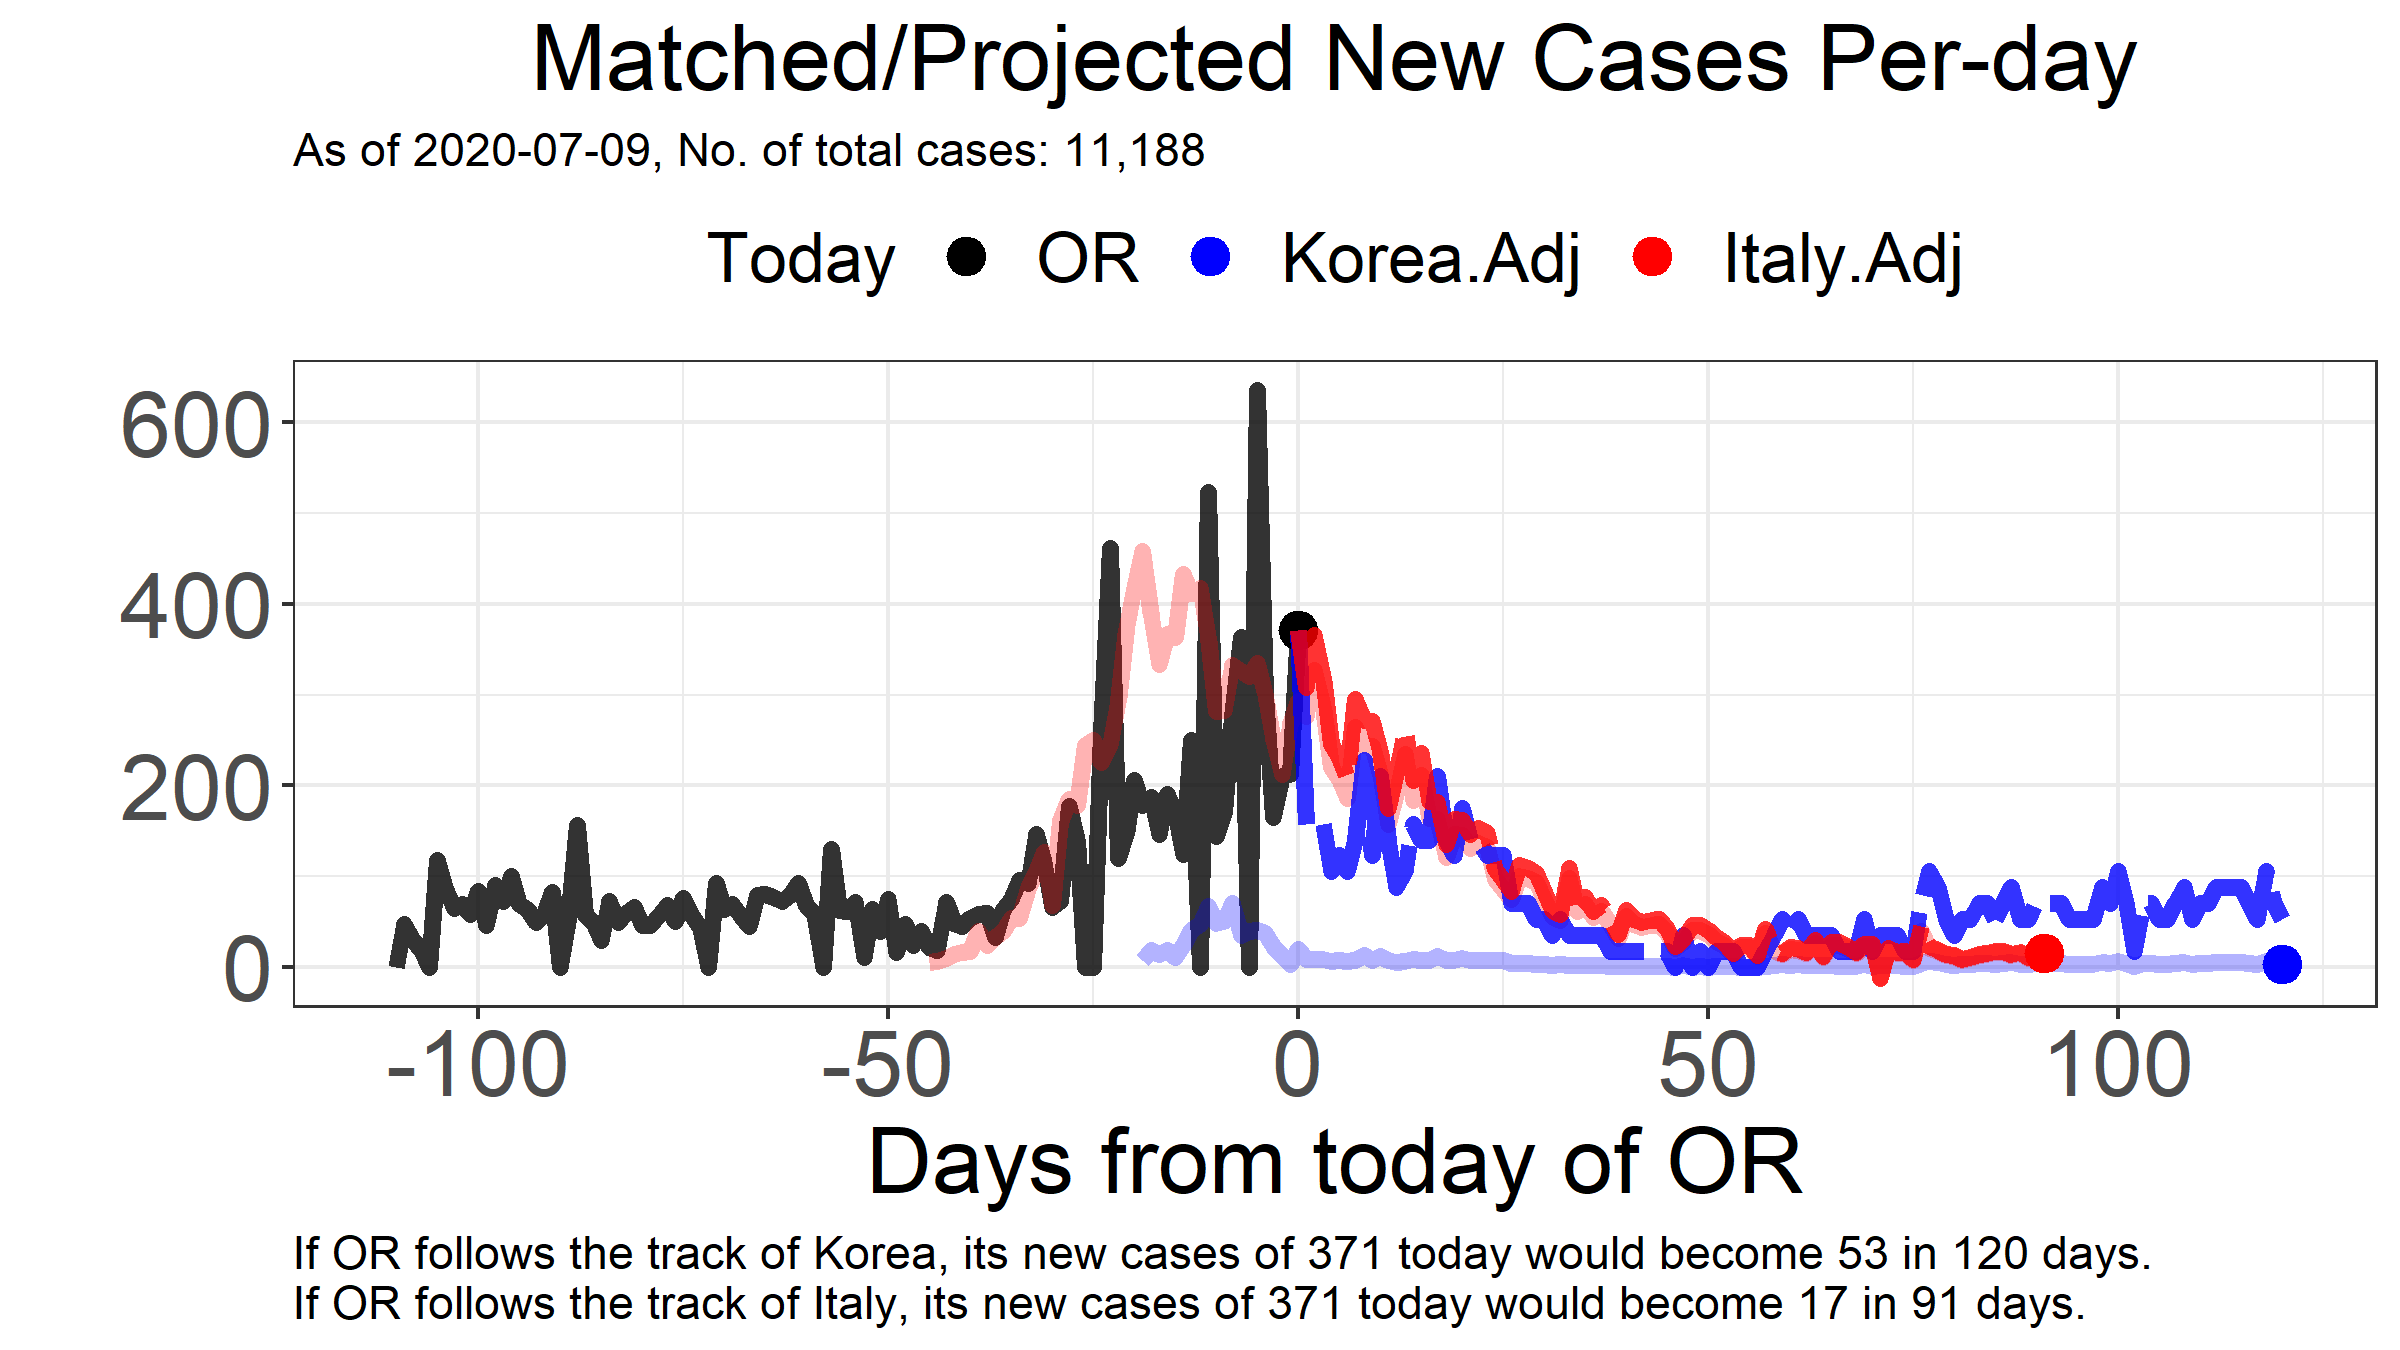 Matched/Projected New Cases Per-day
As of 2020-07-09, No. of total cases: 11,188
Today OR Korea.Adj Italy.Adj
600
400
200
0
-100 -50 0 50 100
Days from today of OR
If OR follows the track of Korea, its new cases of 371 today would become 53 in 120 days.
If OR follows the track of Italy, its new cases of 371 today would become 17 in 91 days.